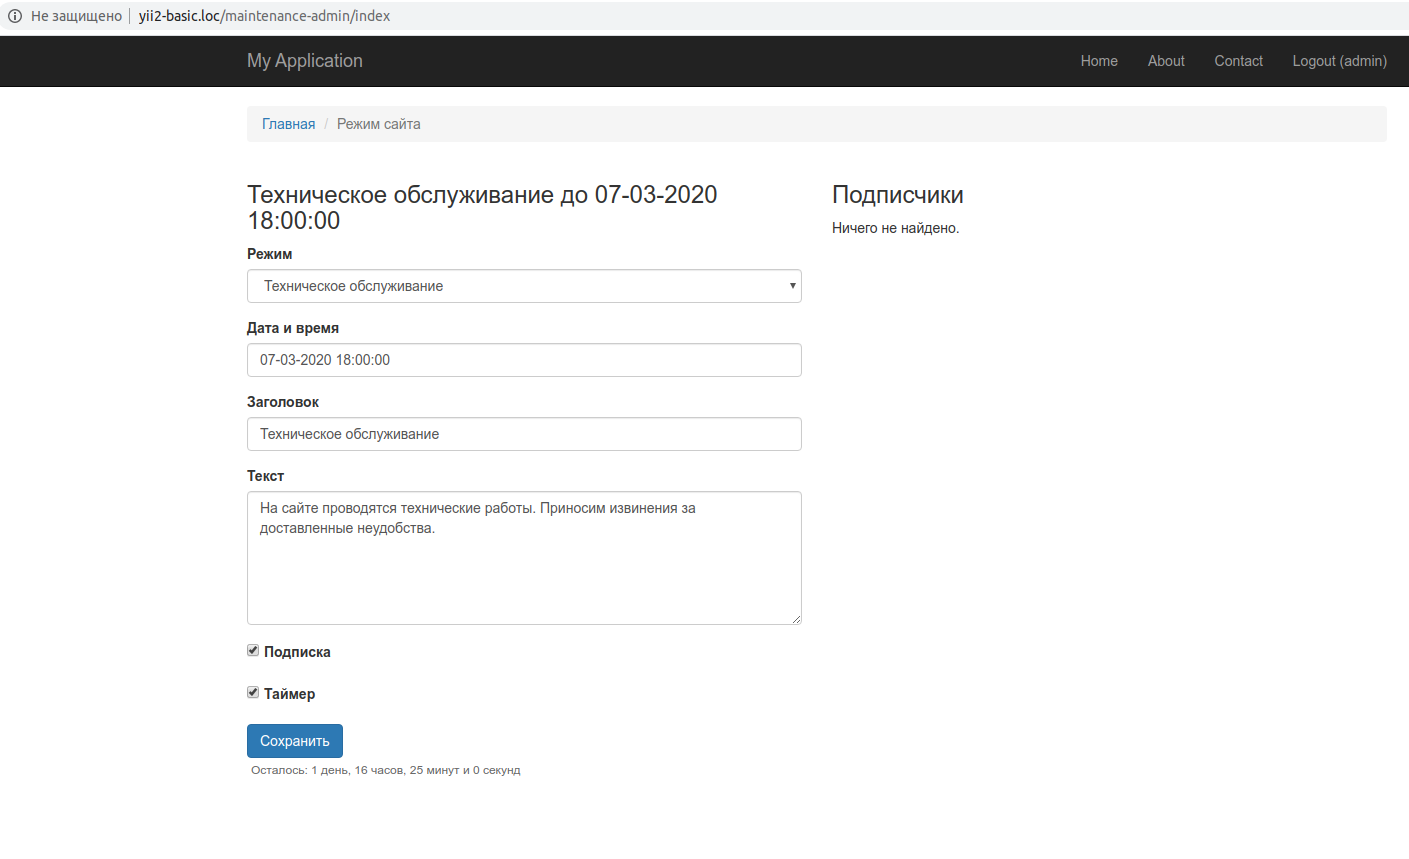 Не защищено yii2-basic.loc/maintenance-admin/index
My Application Home About Contact Logout (admin)
Главная / Режим сайта
Техническое обслуживание до 07-03-2020
18:00:00
Режим
Техническое обслуживание
Дата и время
07-03-2020 18:00:00
Заголовок
Техническое обслуживание
Текст
На сайте проводятся технические работы. Приносим извинения за
доставленные неудобства.
Подписка
Таймер
Сохранить
Осталось: 1 день, 16 часов, 25 минут и 0 секунд
Подписчики
Ничего не найдено.